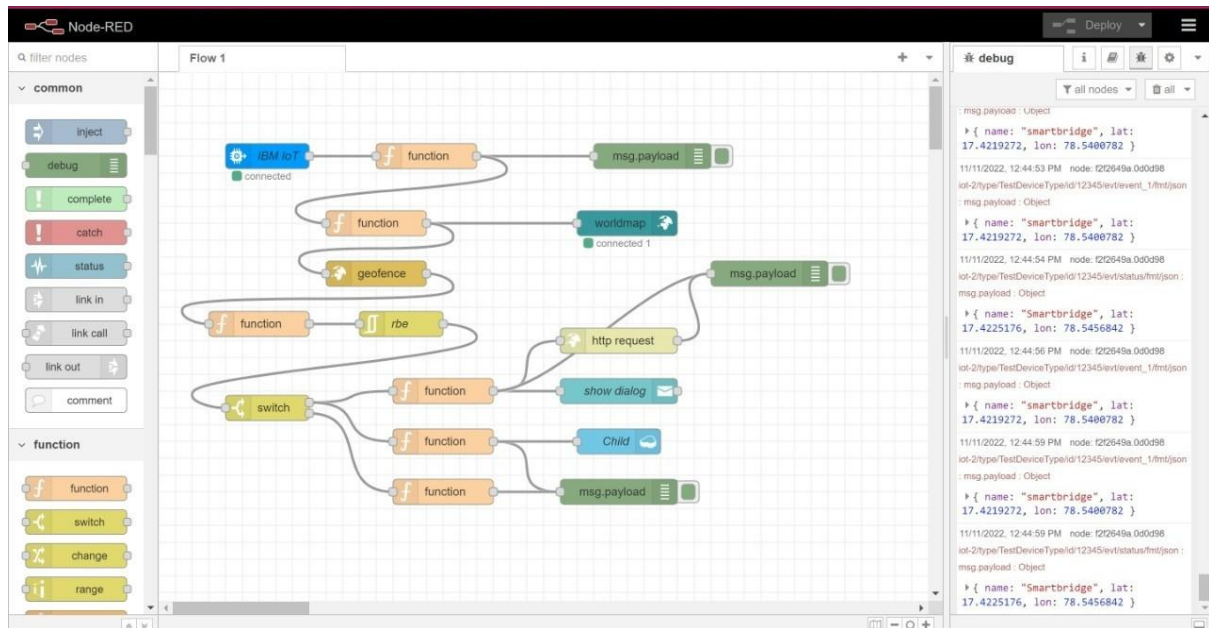 Node-RED
Deploy
filter nodes
Flow 1
debug
i
all nodes
all
common
inject
debug
complete
catch
status
link in
link call
link out
comment
function
function
switch
change
range
IBM IoT
connected
function
msg.payload
function
worldmap
connected 1
geofence
msg.payload
function
rbe
http request
function
show dialog
switch
function
Child
function
msg.payload
: msg.payload : Object
{ name: "smartbridge", lat:
17.4219272, lon: 78.5400782 }
11/11/2022, 12:44:53 PM node: f2f2649a.0d0d98
iot-2/type/TestDeviceType/id/12345/evt/event_1/fmt/json
: msg.payload : Object
{ name: "smartbridge", lat:
17.4219272, lon: 78.5400782 }
11/11/2022, 12:44:54 PM node: f2f2649a.0d0d98
iot-2/type/TestDeviceType/id/12345/evt/status/fmt/json :
msg.payload : Object
{ name: "Smartbridge", lat:
17.4225176, lon: 78.5456842 }
11/11/2022, 12:44:56 PM node: f2f2649a.0d0d98
iot-2/type/TestDeviceType/id/12345/evt/event_1/fmt/json
: msg.payload : Object
{ name: "smartbridge", lat:
17.4219272, lon: 78.5400782 }
11/11/2022, 12:44:59 PM node: f2f2649a.0d0d98
iot-2/type/TestDeviceType/id/12345/evt/event_1/fmt/json
: msg.payload : Object
{ name: "smartbridge", lat:
17.4219272, lon: 78.5400782 }
11/11/2022, 12:44:59 PM node: f2f2649a.0d0d98
iot-2/type/TestDeviceType/id/12345/evt/status/fmt/json :
msg.payload : Object
{ name: "Smartbridge", lat:
17.4225176, lon: 78.5456842 }